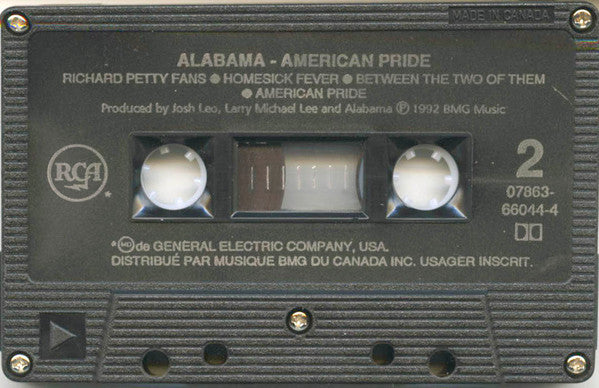 MADE IN CANADA
ALABAMA - AMERICAN PRIDE
RICHARD PETTY FANS ● HOMESICK FEVER ● BETWEEN THE TWO OF THEM
● AMERICAN PRIDE
Produced by Josh Leo, Larry Michael Lee and Alabama Ⓟ 1992 BMG Music
RCA
2
07863-
66044-4
* BMG de GENERAL ELECTRIC COMPANY, USA.
DISTRIBUÉ PAR MUSIQUE BMG DU CANADA INC. USAGER INSCRIT.